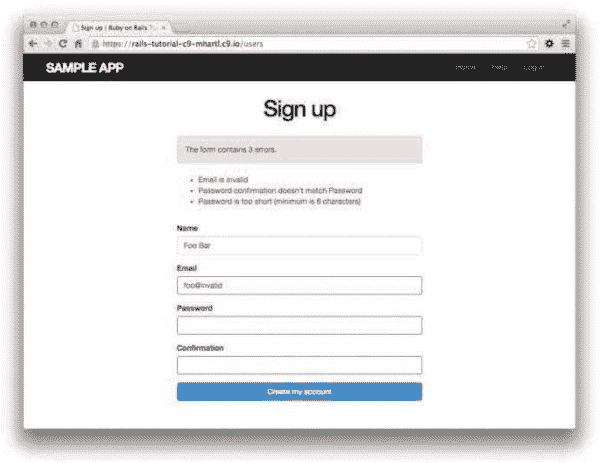 Sign up | Ruby on Rails T
https://rails-tutorial-c9-mhartl.c9.io/users
SAMPLE APP
Home Help Log in
Sign up
The form contains 3 errors.
Email is invalid
Password confirmation doesn't match Password
Password is too short (minimum is 6 characters)
Name
Foo Bar
Email
foo@invalid
Password
Confirmation
Create my account